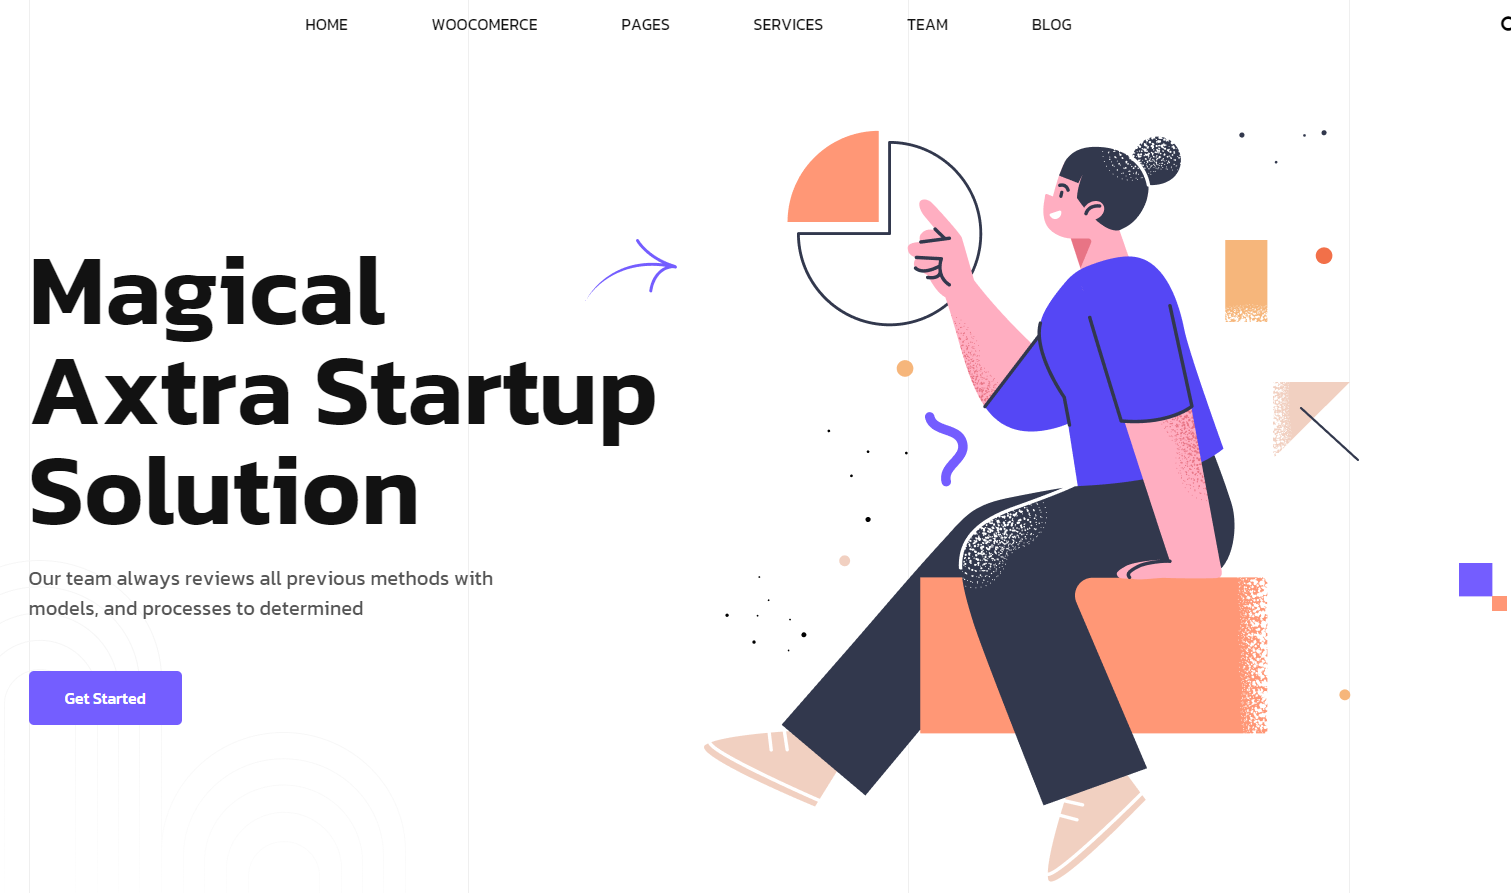 HOME WOOCOMERCE PAGES SERVICES TEAM BLOG
Magical
Axtra Startup
Solution
Our team always reviews all previous methods with
models, and processes to determined
Get Started